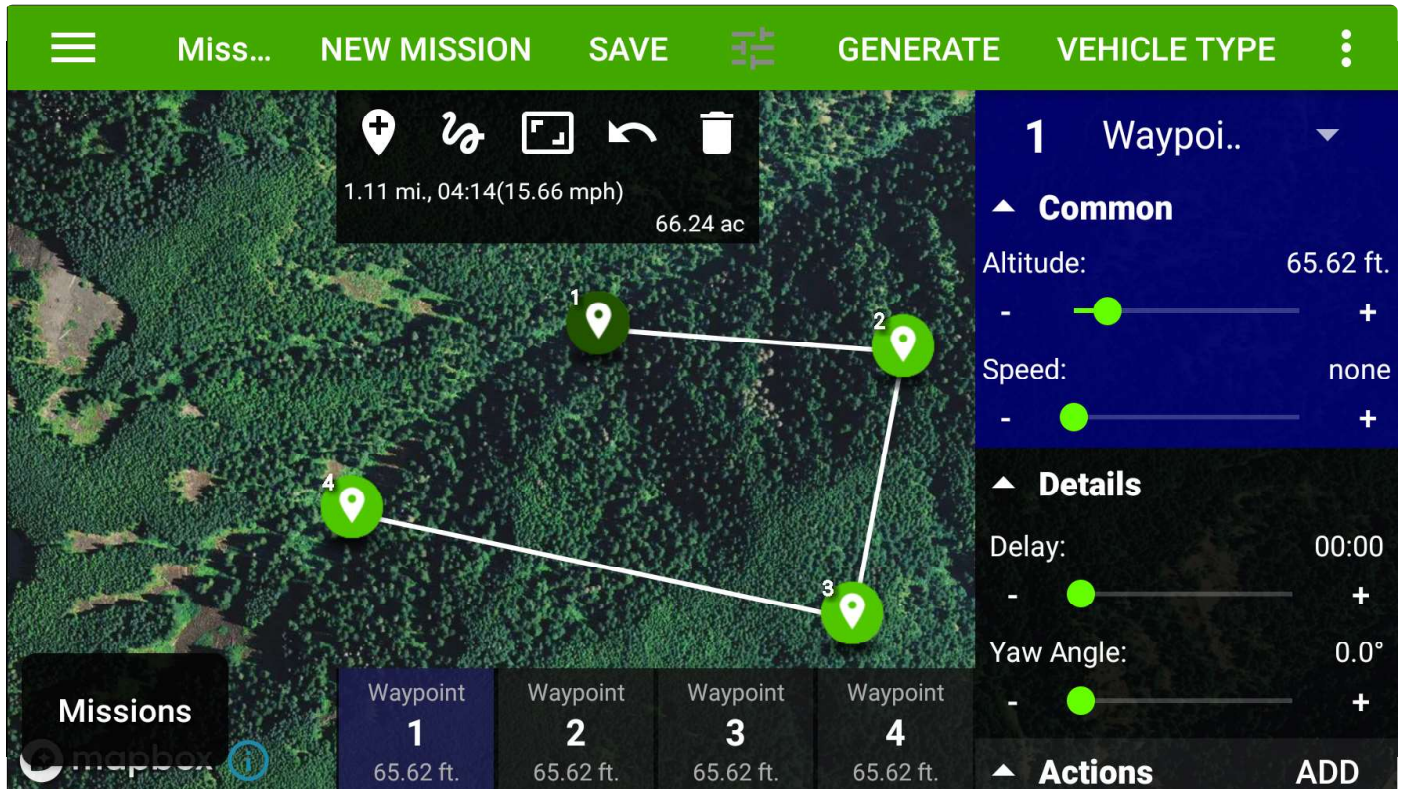 Miss... NEW MISSION SAVE GENERATE VEHICLE TYPE
1.11 mi., 04:14(15.66 mph)
66.24 ac
1
2
4
3
Missions
mapbox
Waypoint
1
65.62 ft.
Waypoint
2
65.62 ft.
Waypoint
3
65.62 ft.
Waypoint
4
65.62 ft.
1 Waypoi..
Common
Altitude: 65.62 ft.
- +
Speed: none
- +
Details
Delay: 00:00
- +
Yaw Angle: 0.0°
- +
Actions ADD